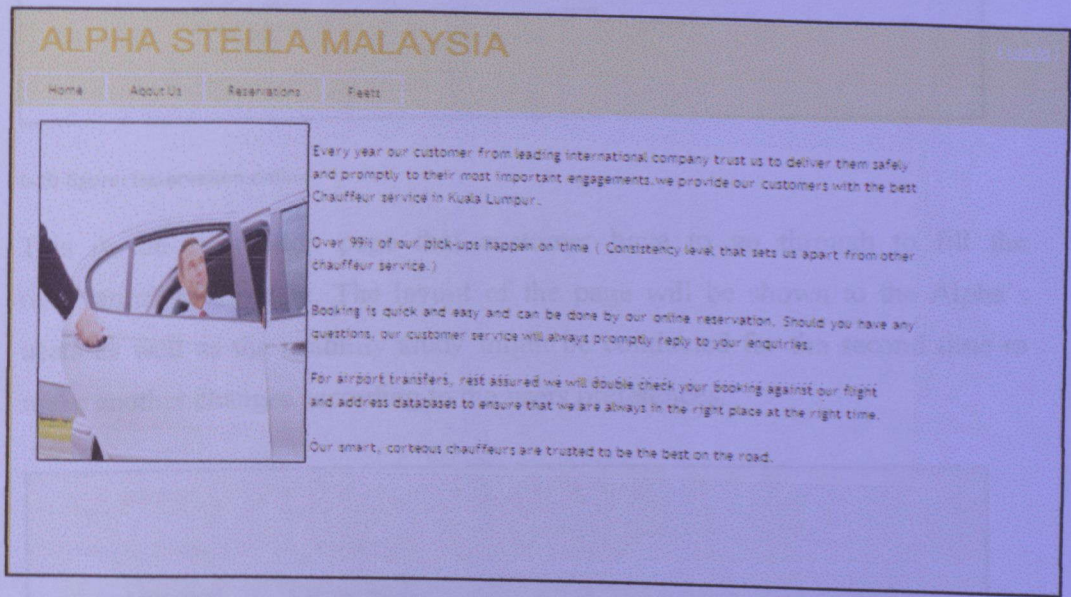 ALPHA STELLA MALAYSIA
Home About Us Reservations Fleets
Every year our customer from leading international company trust us to deliver them safely
and promptly to their most important engagements.we provide our customers with the best
Chauffeur service in Kuala Lumpur.
Over 99% of our pick-ups happen on time ( Consistency level that sets us apart from other
chauffeur service.)
Booking is quick and easy and can be done by our online reservation. Should you have any
questions, our customer service will always promptly reply to your enquiries.
For airport transfers, rest assured we will double check your booking against our flight
and address databases to ensure that we are always in the right place at the right time.
Our smart, corteous chauffeurs are trusted to be the best on the road.